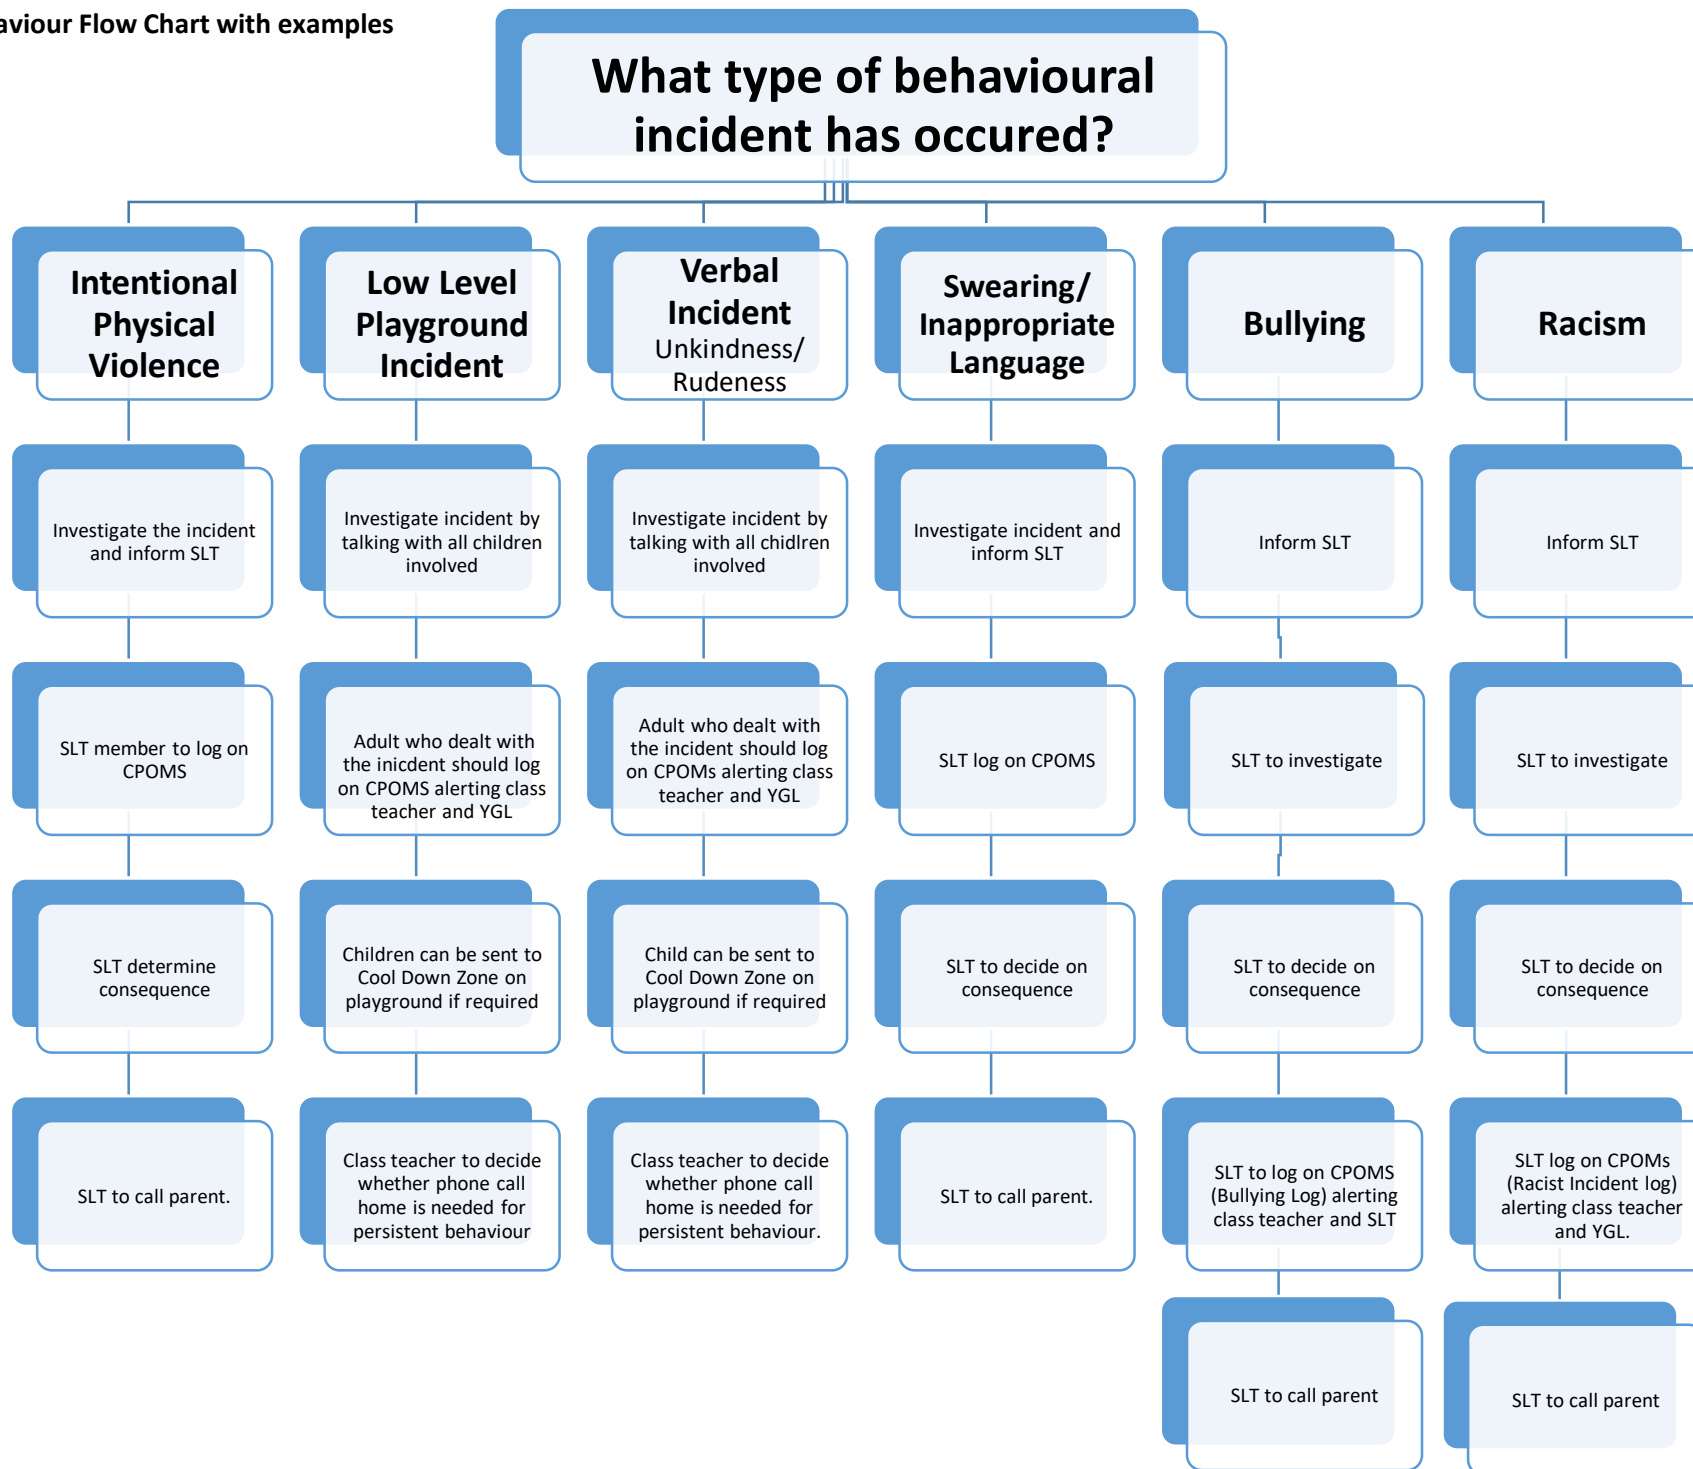 aviour Flow Chart with examples
What type of behavioural
incident has occured?
Intentional
Physical
Violence
Investigate the incident
and inform SLT
SLT member to log on
CPOMS
SLT determine
consequence
SLT to call parent.
Low Level
Playground
Incident
Investigate incident by
talking with all children
involved
Adult who dealt with
the inicdent should log
on CPOMS alerting class
teacher and YGL
Children can be sent to
Cool Down Zone on
playground if required
Class teacher to decide
whether phone call
home is needed for
persistent behaviour
Verbal
Incident
Unkindness/
Rudeness
Investigate incident by
talking with all chidlren
involved
Adult who dealt with
the incident should log
on CPOMs alerting class
teacher and YGL
Child can be sent to
Cool Down Zone on
playground if required
Class teacher to decide
whether phone call
home is needed for
persistent behaviour.
Swearing/
Inappropriate
Language
Investigate incident and
inform SLT
SLT log on CPOMS
SLT to decide on
consequence
SLT to call parent.
Bullying
Inform SLT
SLT to investigate
SLT to decide on
consequence
SLT to log on CPOMS
(Bullying Log) alerting
class teacher and SLT
SLT to call parent
Racism
Inform SLT
SLT to investigate
SLT to decide on
consequence
SLT log on CPOMs
(Racist Incident log)
alerting class teacher
and YGL.
SLT to call parent